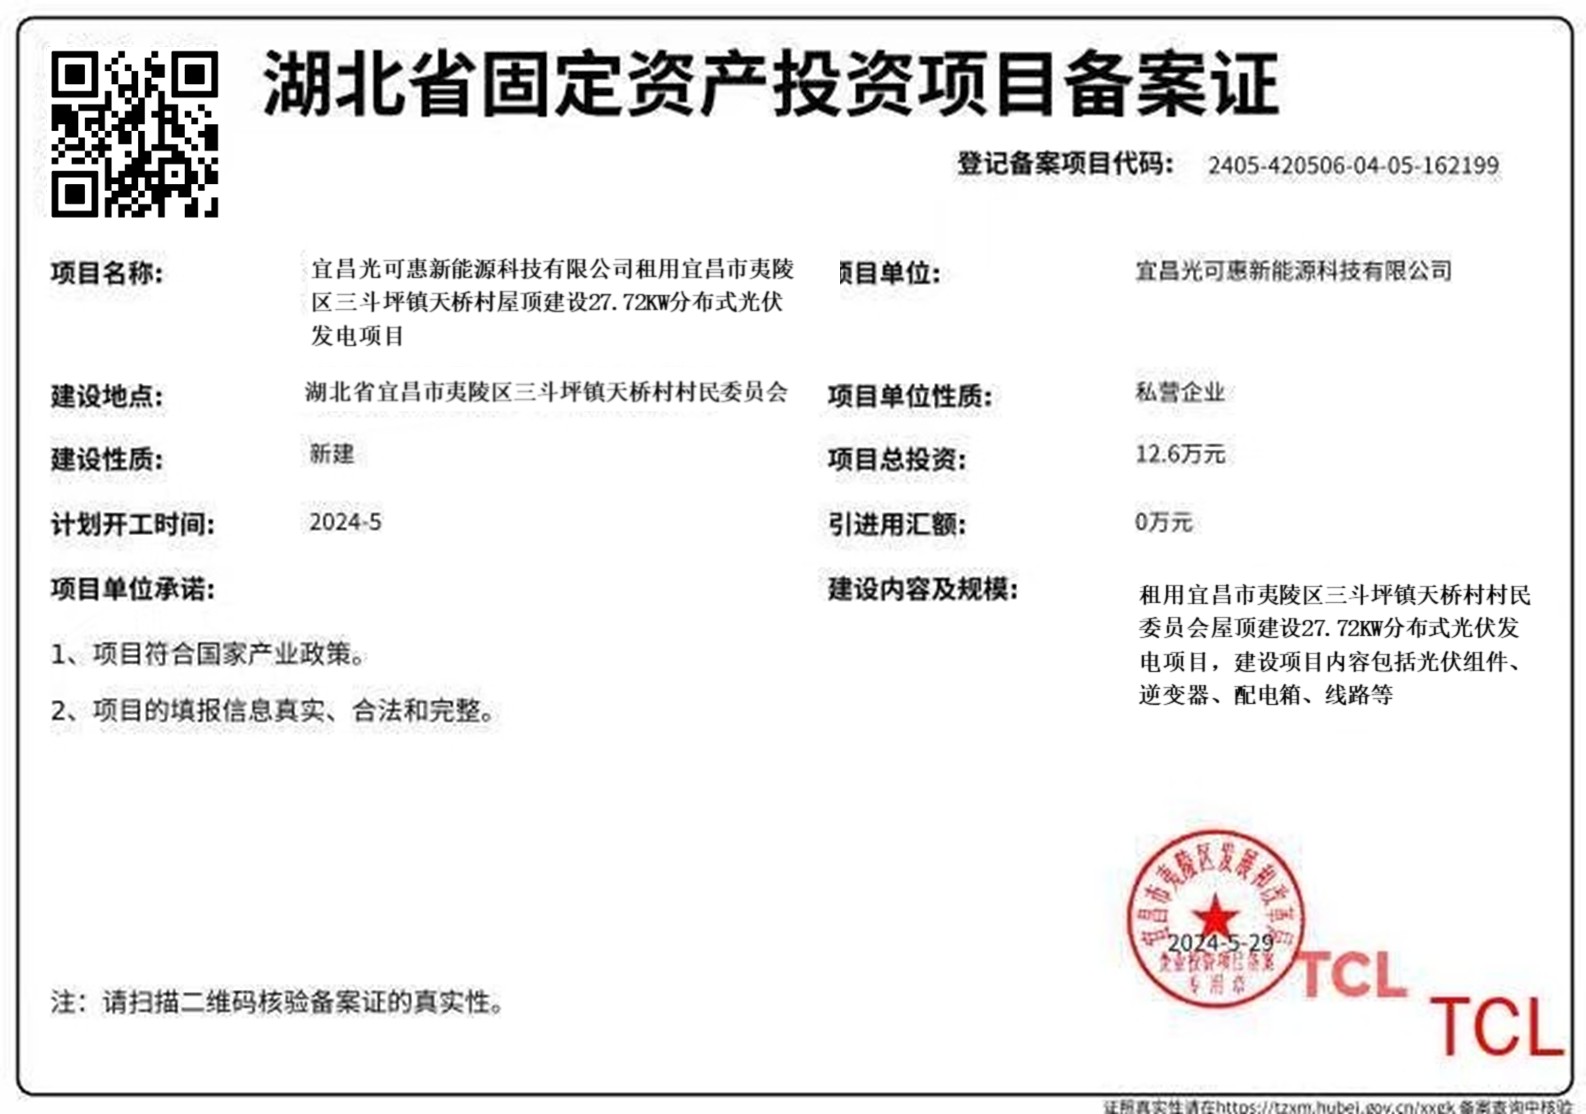 湖北省固定资产投资项目备案证
登记备案项目代码: 2405-420506-04-05-162199
项目名称: 宜昌光可惠新能源科技有限公司租用宜昌市夷陵
区三斗坪镇天桥村屋顶建设27.72KW分布式光伏
发电项目
项目单位: 宜昌光可惠新能源科技有限公司
建设地点: 湖北省宜昌市夷陵区三斗坪镇天桥村村民委员会
项目单位性质: 私营企业
建设性质: 新建
项目总投资: 12.6万元
计划开工时间: 2024-5
引进用汇额: 0万元
项目单位承诺:
1、项目符合国家产业政策。
2、项目的填报信息真实、合法和完整。
建设内容及规模: 租用宜昌市夷陵区三斗坪镇天桥村村民
委员会屋顶建设27.72KW分布式光伏发
电项目，建设项目内容包括光伏组件、
逆变器、配电箱、线路等
宜昌市夷陵区发展和改革局
2024-5-29
企业投资项目备案
专用章
TCL
TCL
注：请扫描二维码核验备案证的真实性。
证照真实性请在https://tzxm.hubei.gov.cn/xxgk 备案查询中核验